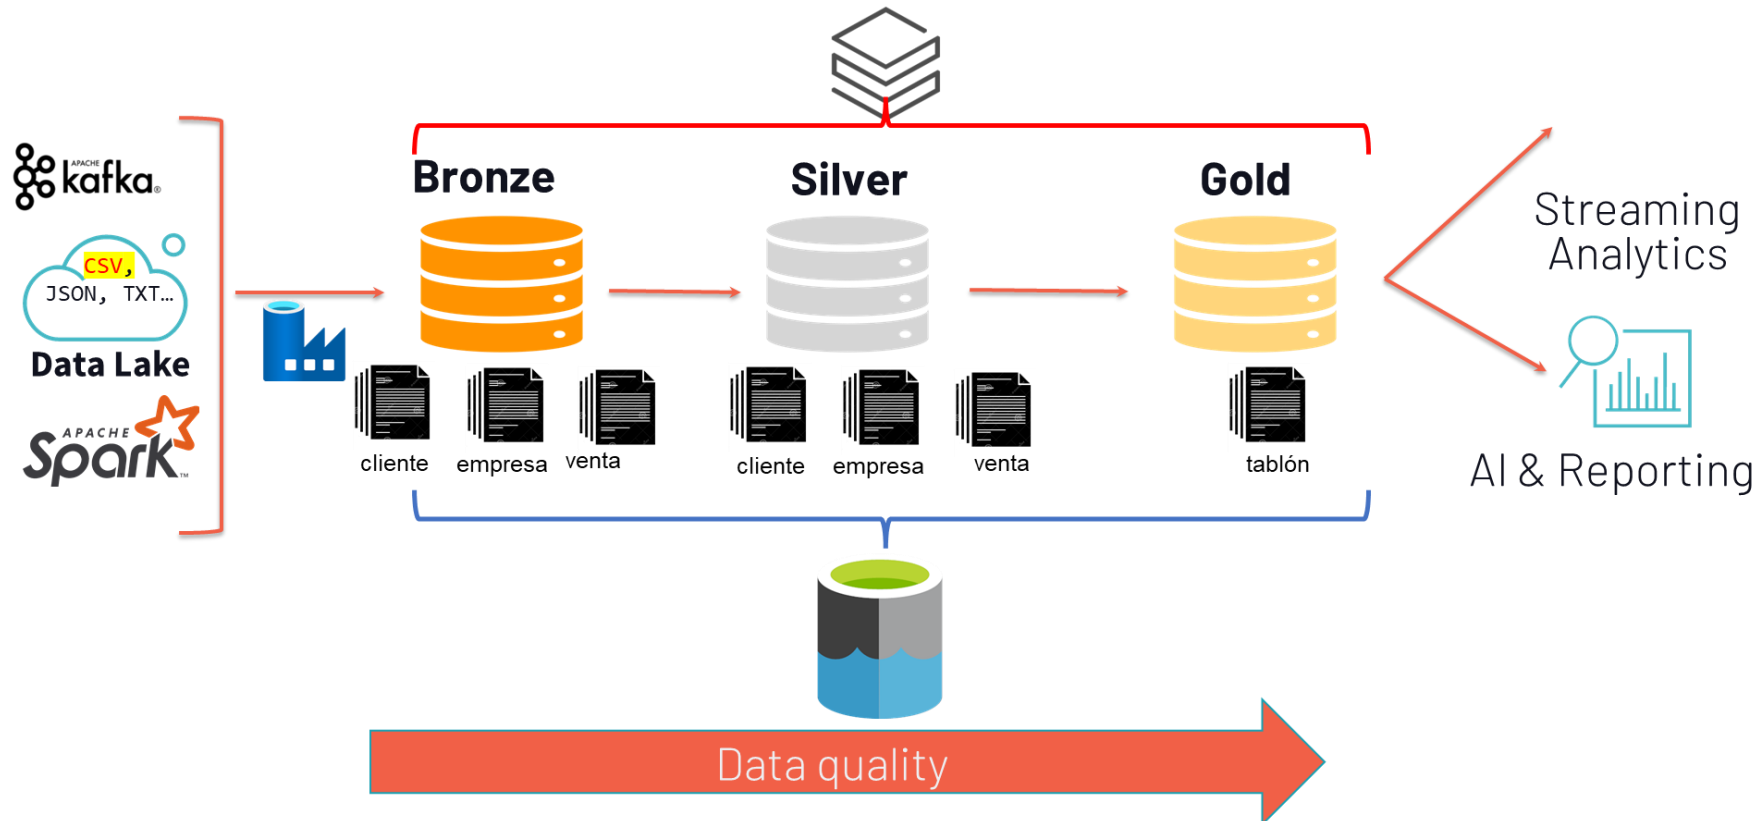 APACHE
kafka®
CSV,
JSON, TXT…
Data Lake
APACHE
Spark™
Bronze
Silver
Gold
cliente
empresa
venta
cliente
empresa
venta
tablón
Streaming
Analytics
AI & Reporting
Data quality